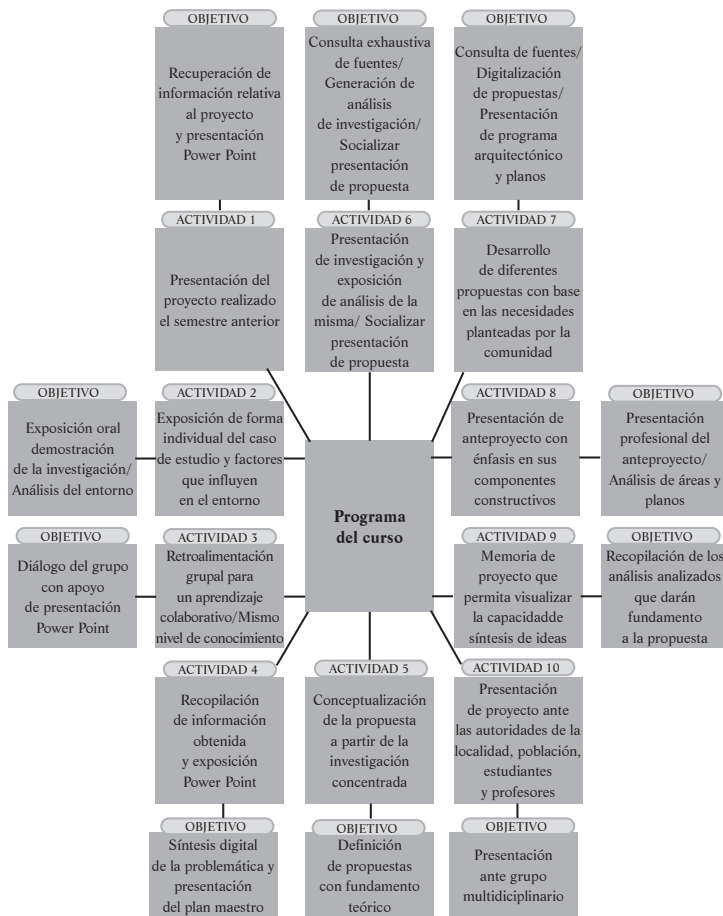 OBJETIVO
Recuperación de
información relativa
al proyecto
y presentación
Power Point
OBJETIVO
Consulta exhaustiva
de fuentes/
Generación de
análisis
de investigación/
Socializar
presentación
de propuesta
OBJETIVO
Consulta de fuentes/
Digitalización
de propuestas/
Presentación
de programa
arquitectónico
y planos
ACTIVIDAD 1
Presentación del
proyecto realizado
el semestre anterior
ACTIVIDAD 6
Presentación
de investigación y
exposición
de análisis de la
misma/ Socializar
presentación
de propuesta
ACTIVIDAD 7
Desarrollo
de diferentes
propuestas con base
en las necesidades
planteadas por la
comunidad
OBJETIVO
Exposición oral
demostración
de la investigación/
Análisis del entorno
ACTIVIDAD 2
Exposición de forma
individual del caso
de estudio y factores
que influyen
en el entorno
ACTIVIDAD 8
Presentación de
anteproyecto con
énfasis en sus
componentes
constructivos
OBJETIVO
Presentación
profesional del
anteproyecto/
Análisis de áreas y
planos
Programa
del curso
OBJETIVO
Diálogo del grupo
con apoyo
de presentación
Power Point
ACTIVIDAD 3
Retroalimentación
grupal para
un aprendizaje
colaborativo/Mismo
nivel de conocimiento
ACTIVIDAD 9
Memoria de
proyecto que
permita visualizar
la capacidadde
síntesis de ideas
OBJETIVO
Recopilación de los
análisis analizados
que darán
fundamento
a la propuesta
ACTIVIDAD 4
Recopilación
de información
obtenida
y exposición
Power Point
ACTIVIDAD 5
Conceptualización
de la propuesta
a partir de la
investigación
concentrada
ACTIVIDAD 10
Presentación
de proyecto ante
las autoridades de la
localidad, población,
estudiantes
y profesores
OBJETIVO
Síntesis digital
de la problemática y
presentación
del plan maestro
OBJETIVO
Definición
de propuestas
con fundamento
teórico
OBJETIVO
Presentación
ante grupo
multidiciplinario